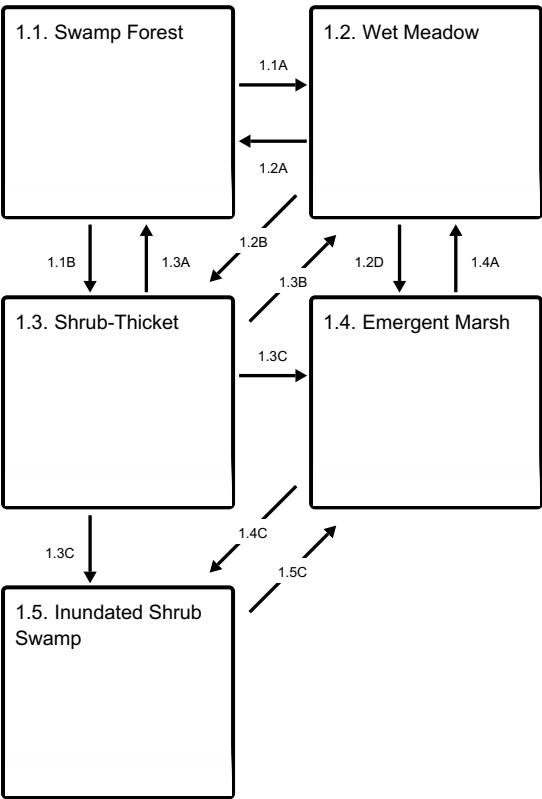 1.1. Swamp Forest
1.2. Wet Meadow
1.1A
1.2A
1.2B
1.1B
1.3A
1.3B
1.2D
1.4A
1.3. Shrub-Thicket
1.4. Emergent Marsh
1.3C
1.4C
1.3C
1.5C
1.5. Inundated Shrub
Swamp